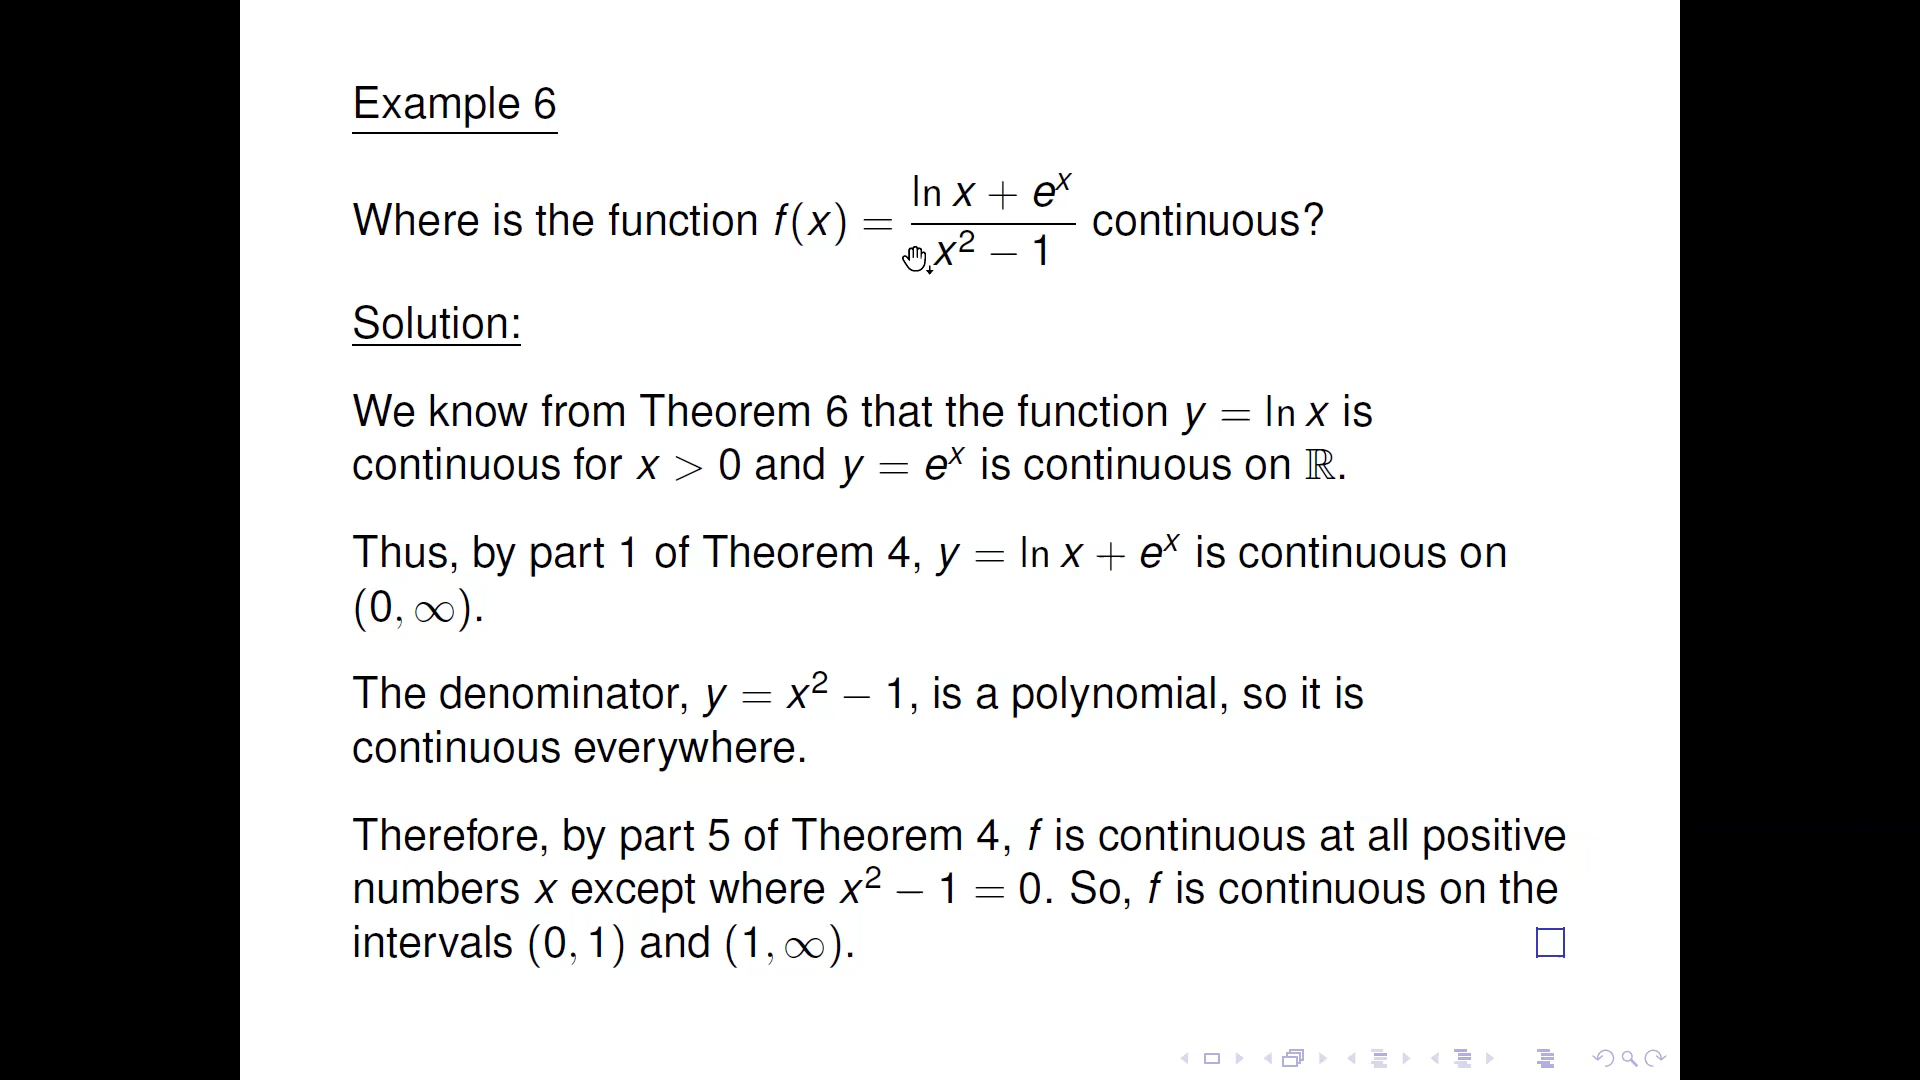 Example 6
Where is the function f(x) = \frac{\ln x + e^x}{x^2 − 1} continuous?
Solution:
We know from Theorem 6 that the function y = ln x is
continuous for x > 0 and y = e^x is continuous on ℝ.
Thus, by part 1 of Theorem 4, y = ln x + e^x is continuous on
(0, ∞).
The denominator, y = x² − 1, is a polynomial, so it is
continuous everywhere.
Therefore, by part 5 of Theorem 4, f is continuous at all positive
numbers x except where x² − 1 = 0. So, f is continuous on the
intervals (0, 1) and (1, ∞). □